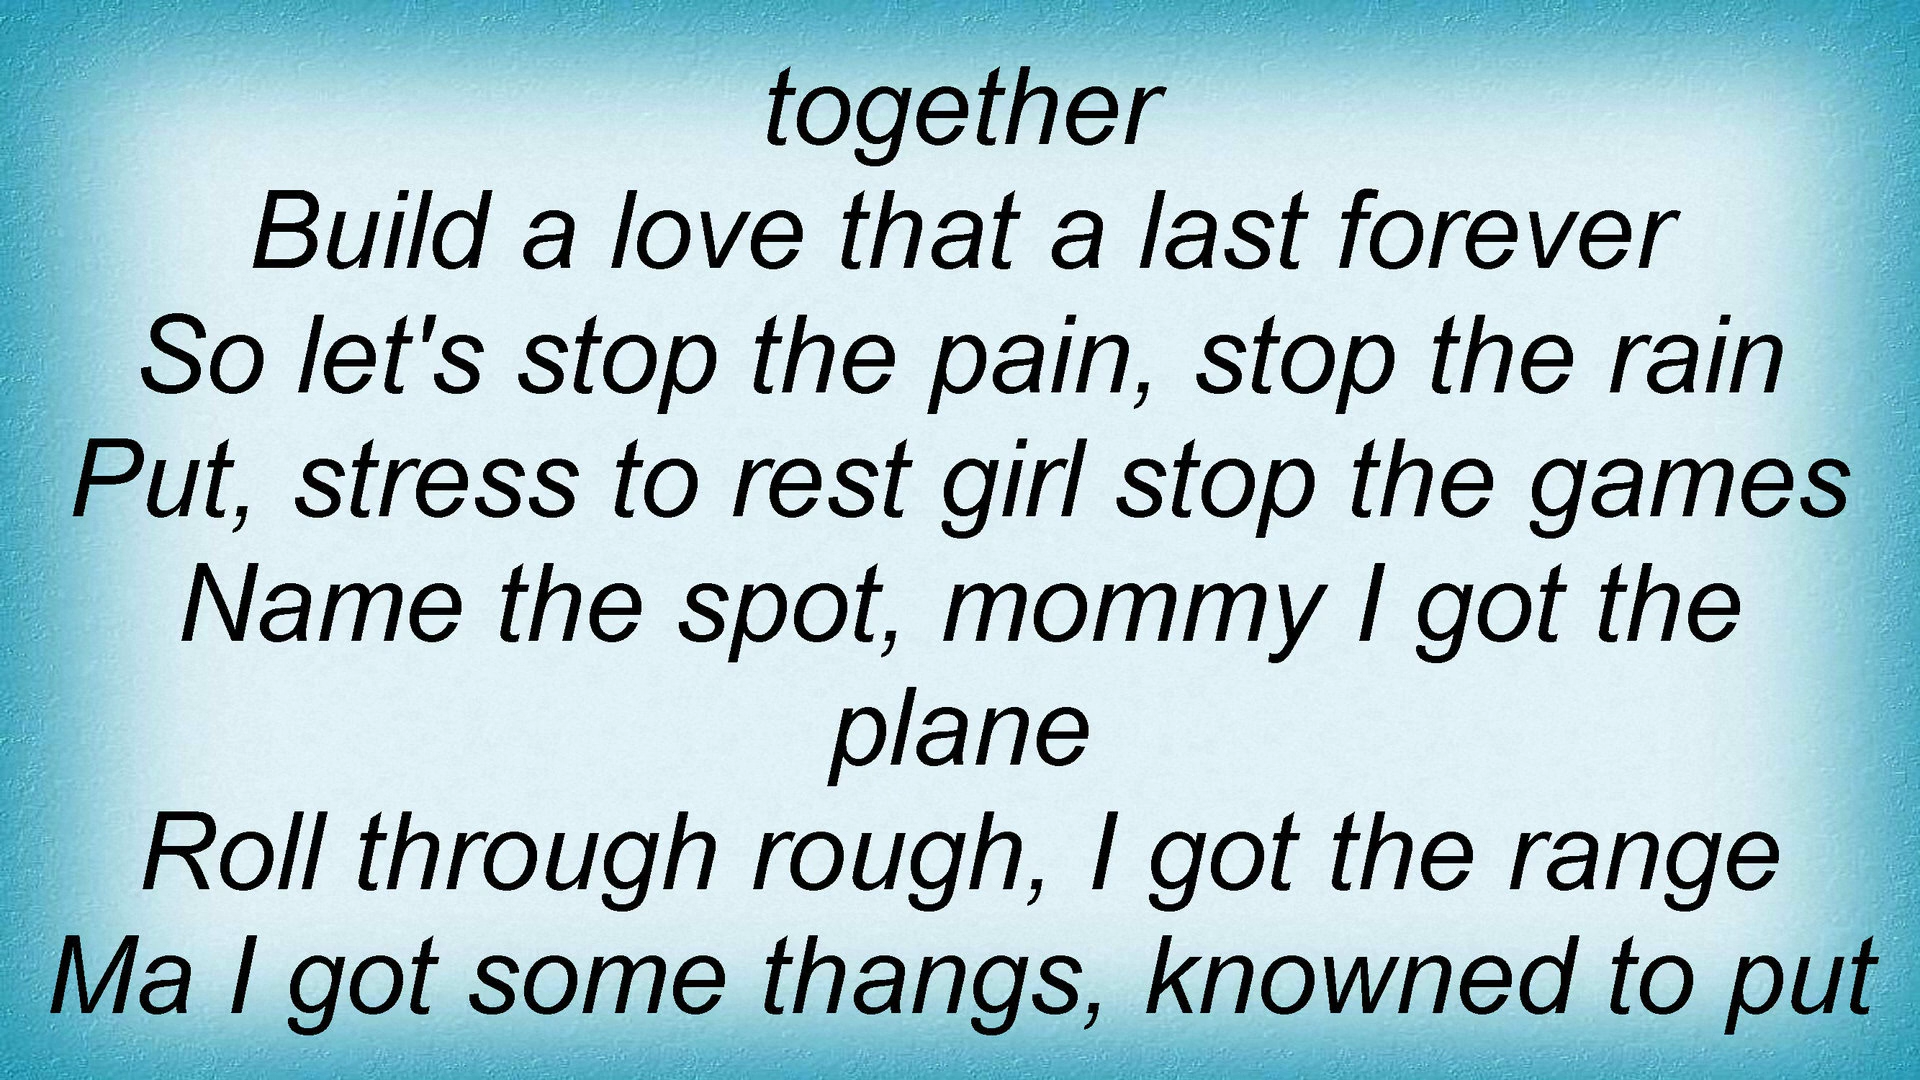 together
Build a love that a last forever
So let's stop the pain, stop the rain
Put, stress to rest girl stop the games
Name the spot, mommy I got the
plane
Roll through rough, I got the range
Ma I got some thangs, knowned to put